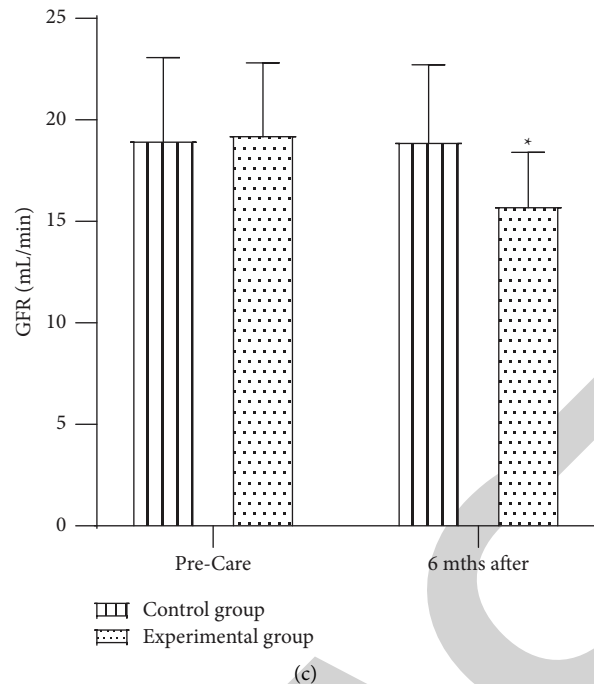 25
20
15
10
5
0
GFR (mL/min)
*
Pre-Care
6 mths after
Control group
Experimental group
(c)